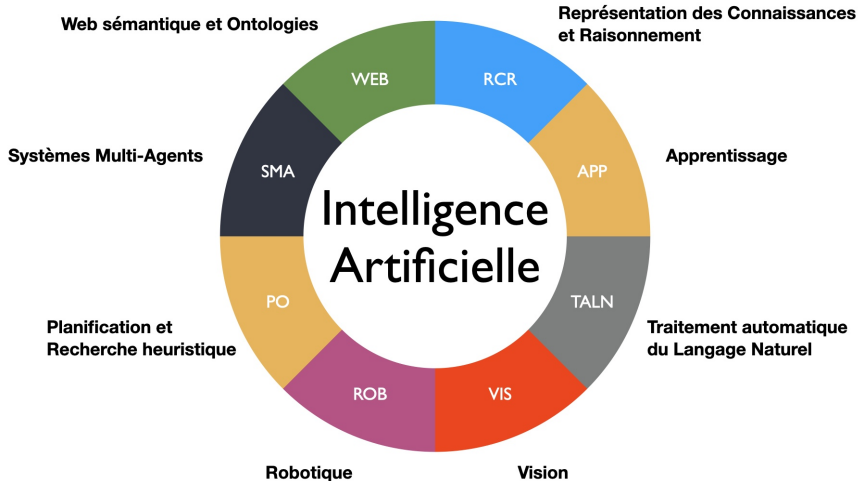 Représentation des Connaissances
et Raisonnement
Web sémantique et Ontologies
WEB
RCR
Systèmes Multi-Agents
SMA
APP
Apprentissage
Intelligence
Artificielle
PO
TALN
Planification et
Recherche heuristique
Traitement automatique
du Langage Naturel
ROB
VIS
Robotique
Vision